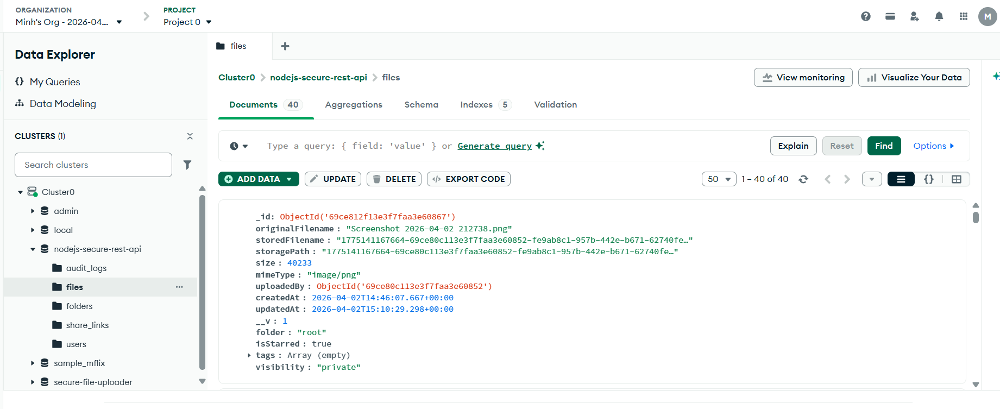 ORGANIZATION
Minh's Org - 2026-04...
PROJECT
Project 0
M
Data Explorer
My Queries
Data Modeling
CLUSTERS (1)
Search clusters
Cluster0
admin
local
nodejs-secure-rest-api
audit_logs
files
folders
share_links
users
sample_mflix
secure-file-uploader
files
Cluster0 > nodejs-secure-rest-api > files
View monitoring
Visualize Your Data
Documents 40
Aggregations
Schema
Indexes 5
Validation
Type a query: { field: 'value' } or Generate query
Explain
Reset
Find
Options
ADD DATA
UPDATE
DELETE
EXPORT CODE
50
1 – 40 of 40
{}
_id: ObjectId('69ce812f13e3f7faa3e60867')
originalFilename : "Screenshot 2026-04-02 212738.png"
storedFilename : "1775141167664-69ce80c113e3f7faa3e60852-fe9ab8c1-957b-442e-b671-62740fe…"
storagePath : "1775141167664-69ce80c113e3f7faa3e60852-fe9ab8c1-957b-442e-b671-62740fe…"
size : 40233
mimeType : "image/png"
uploadedBy : ObjectId('69ce80c113e3f7faa3e60852')
createdAt : 2026-04-02T14:46:07.667+00:00
updatedAt : 2026-04-02T15:10:29.298+00:00
__v : 1
folder : "root"
isStarred : true
tags : Array (empty)
visibility : "private"